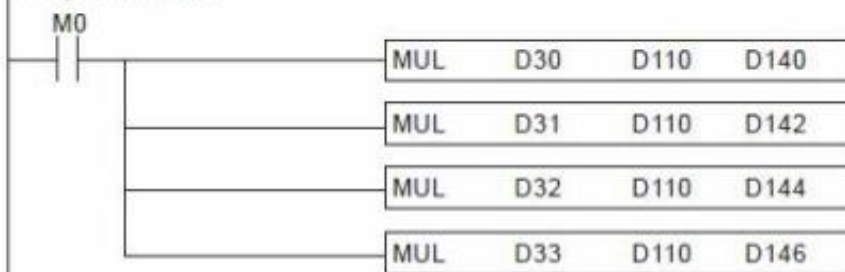 M0
MUL D30 D110 D140
MUL D31 D110 D142
MUL D32 D110 D144
MUL D33 D110 D146